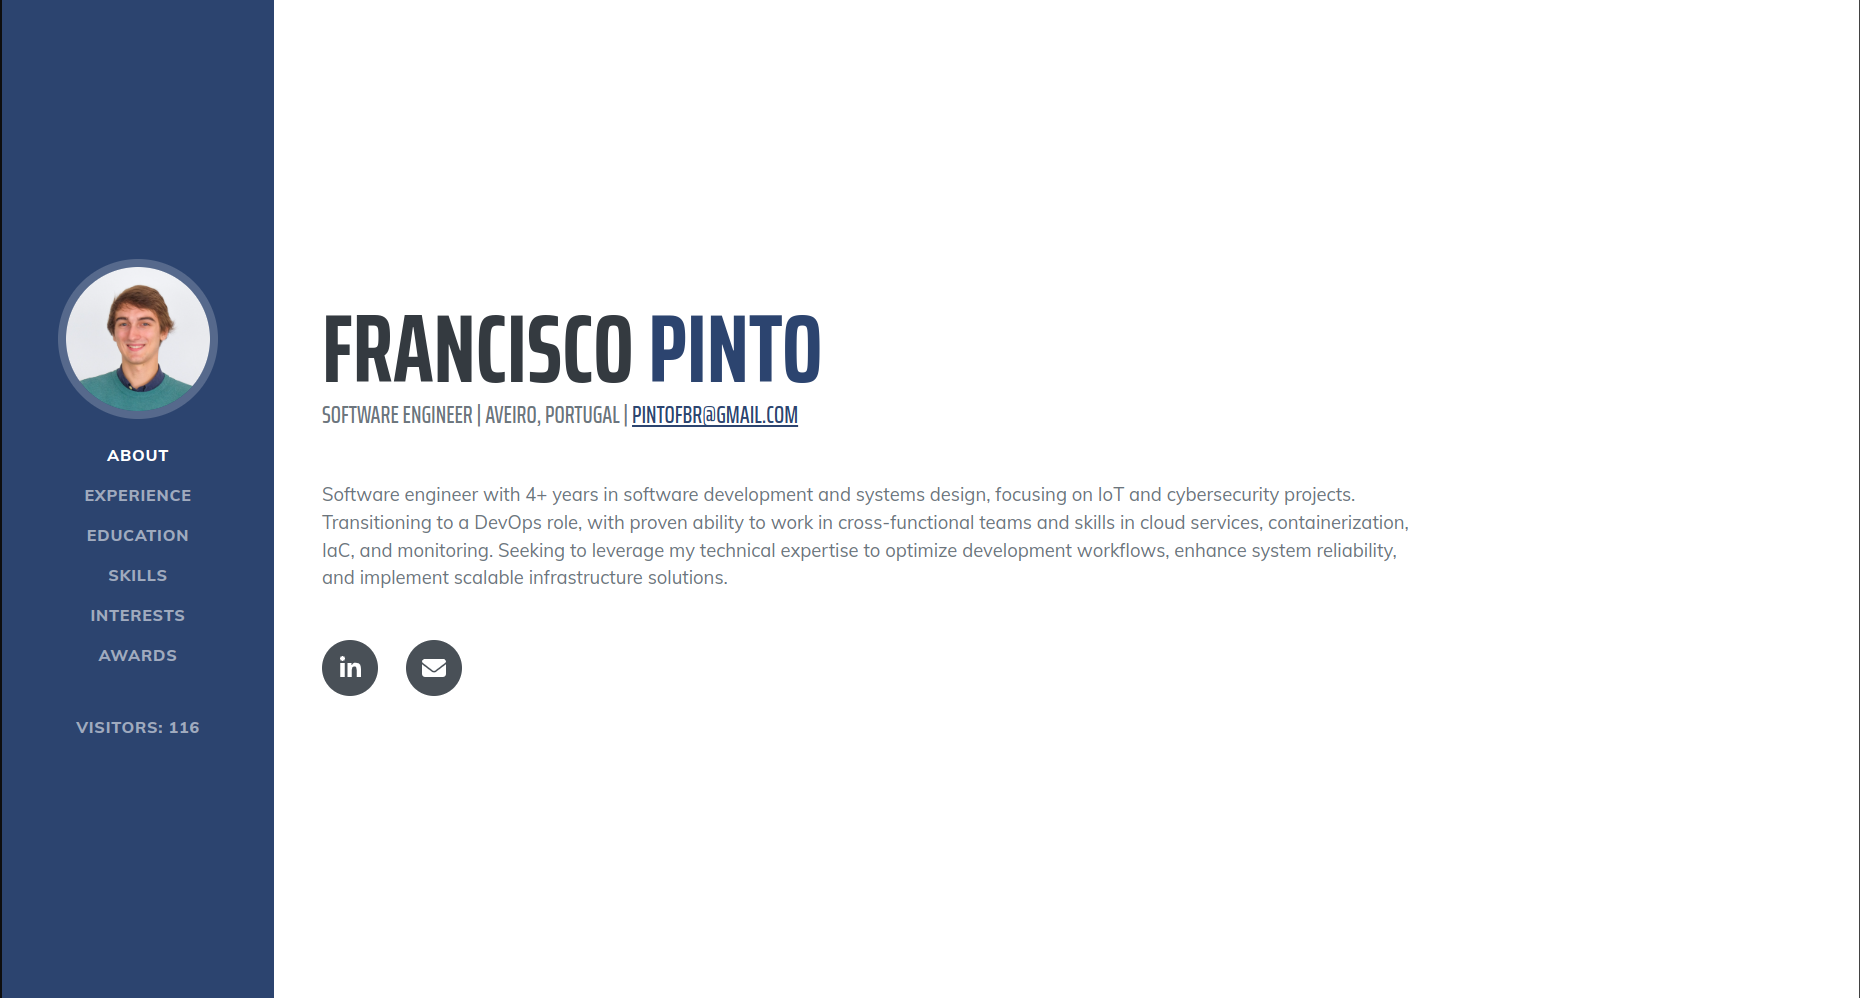 ABOUT
EXPERIENCE
EDUCATION
SKILLS
INTERESTS
AWARDS
VISITORS: 116
FRANCISCO PINTO
SOFTWARE ENGINEER | AVEIRO, PORTUGAL | PINTOFBR@GMAIL.COM
Software engineer with 4+ years in software development and systems design, focusing on IoT and cybersecurity projects.
Transitioning to a DevOps role, with proven ability to work in cross-functional teams and skills in cloud services, containerization,
IaC, and monitoring. Seeking to leverage my technical expertise to optimize development workflows, enhance system reliability,
and implement scalable infrastructure solutions.
in